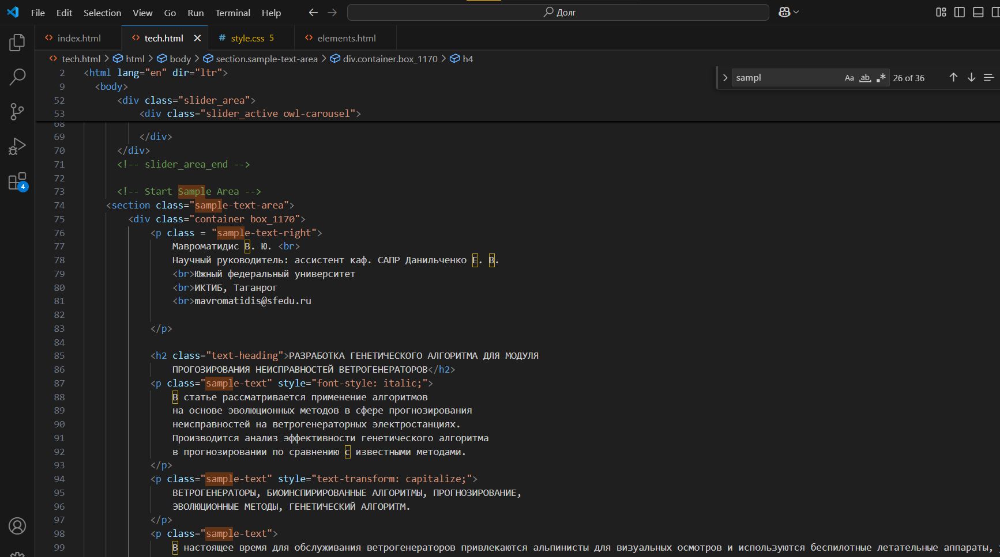 File Edit Selection View Go Run Terminal Help
Долг
index.html
tech.html
style.css 5
elements.html
tech.html > html > body > section.sample-text-area > div.container.box_1170 > h4
sampl
Aa ab .* 26 of 36
2 <html lang="en" dir="ltr">
9 <body>
52 <div class="slider_area">
53 <div class="slider_active owl-carousel">
68
69 </div>
70 </div>
71 <!-- slider_area_end -->
72
73 <!-- Start Sample Area -->
74 <section class="sample-text-area">
75 <div class="container box_1170">
76 <p class = "sample-text-right">
77 Мавроматидис В. Ю. <br>
78 Научный руководитель: ассистент каф. САПР Данильченко Е. В.
79 <br>Южный федеральный университет
80 <br>ИКТИБ, Таганрог
81 <br>mavromatidis@sfedu.ru
82
83 </p>
84
85 <h2 class="text-heading">РАЗРАБОТКА ГЕНЕТИЧЕСКОГО АЛГОРИТМА ДЛЯ МОДУЛЯ
86 ПРОГОЗИРОВАНИЯ НЕИСПРАВНОСТЕЙ ВЕТРОГЕНЕРАТОРОВ</h2>
87 <p class="sample-text" style="font-style: italic;">
88 В статье рассматривается применение алгоритмов
89 на основе эволюционных методов в сфере прогнозирования
90 неисправностей на ветрогенераторных электростанциях.
91 Производится анализ эффективности генетического алгоритма
92 в прогнозировании по сравнению с известными методами.
93 </p>
94 <p class="sample-text" style="text-transform: capitalize;">
95 ВЕТРОГЕНЕРАТОРЫ, БИОИНСПИРИРОВАННЫЕ АЛГОРИТМЫ, ПРОГНОЗИРОВАНИЕ,
96 ЭВОЛЮЦИОННЫЕ МЕТОДЫ, ГЕНЕТИЧЕСКИЙ АЛГОРИТМ.
97 </p>
98 <p class="sample-text">
99 В настоящее время для обслуживания ветрогенераторов привлекаются альпинисты для визуальных осмотров и используются беспилотные летательные аппараты,
4